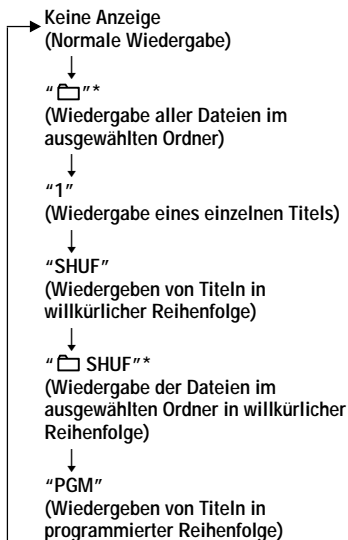 Keine Anzeige
(Normale Wiedergabe)
“ ”*
(Wiedergabe aller Dateien im
ausgewählten Ordner)
“1”
(Wiedergabe eines einzelnen Titels)
“SHUF”
(Wiedergeben von Titeln in
willkürlicher Reihenfolge)
“ SHUF”*
(Wiedergabe der Dateien im
ausgewählten Ordner in willkürlicher
Reihenfolge)
“PGM”
(Wiedergeben von Titeln in
programmierter Reihenfolge)